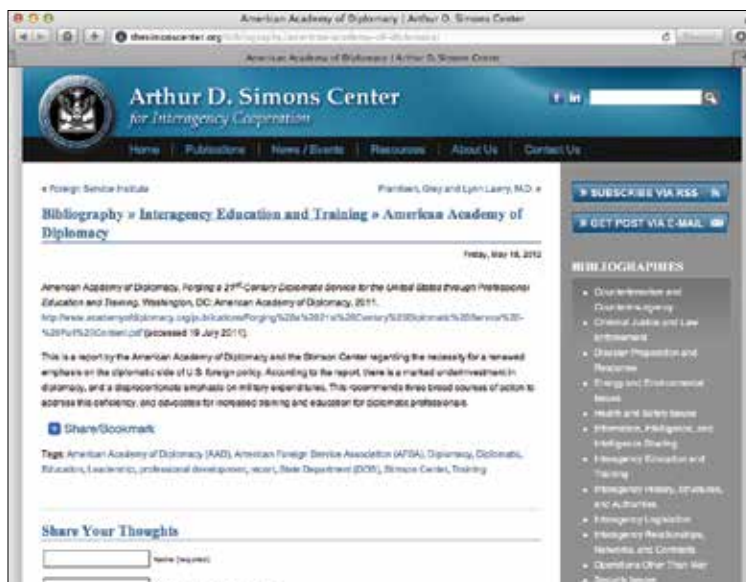 American Academy of Diplomacy | Arthur D. Simons Center
thesimonscenter.org
American Academy of Diplomacy | Arthur D. Simons Center
Arthur D. Simons Center
for Interagency Cooperation
Home | Publications | News / Events | Resources | About Us | Contact Us
« Foreign Service Institute
Franklin, Grey and Lynn Lawry, M.D. »
Bibliography » Interagency Education and Training » American Academy of
Diplomacy
Friday, May 18, 2012
American Academy of Diplomacy. Forging a 21st-Century Diplomatic Service for the United States through Professional
Education and Training. Washington, DC: American Academy of Diplomacy, 2011.
(accessed 19 July 2011).
This is a report by the American Academy of Diplomacy and the Stimson Center regarding the necessity for a renewed
emphasis on the diplomatic side of U.S. foreign policy. According to the report, there is a marked underinvestment in
diplomacy, and a disproportionate emphasis on military expenditures. This recommends three broad courses of action to
address this deficiency, and advocates for increased training and education for diplomatic professionals.
Share/Bookmark
Tags: American Academy of Diplomacy (AAD), American Foreign Service Association (AFSA), Diplomacy, Diplomatic,
Education, Leadership, professional development, report, State Department (DOS), Stimson Center, Training
Share Your Thoughts
Name (required)
» SUBSCRIBE VIA RSS
» GET POST VIA E-MAIL
BIBLIOGRAPHIES
Counterterrorism and
Counterinsurgency
Criminal Justice and Law
Enforcement
Disaster Preparation and
Response
Energy and Environmental
Issues
Health and Safety Issues
Information, Intelligence, and
Intelligence Sharing
Interagency Education and
Training
Interagency History, Structures,
and Authorities
Interagency Legislation
Interagency Relationships,
Networks, and Contracts
Operations Other Than War